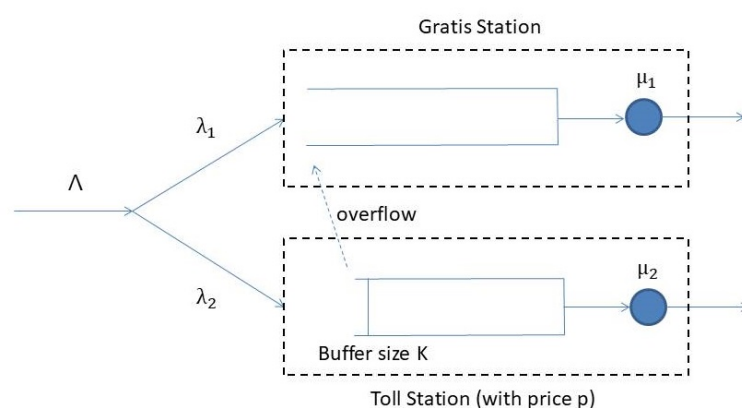 Gratis Station
μ₁
λ₁
Λ
overflow
μ₂
λ₂
Buffer size K
Toll Station (with price p)